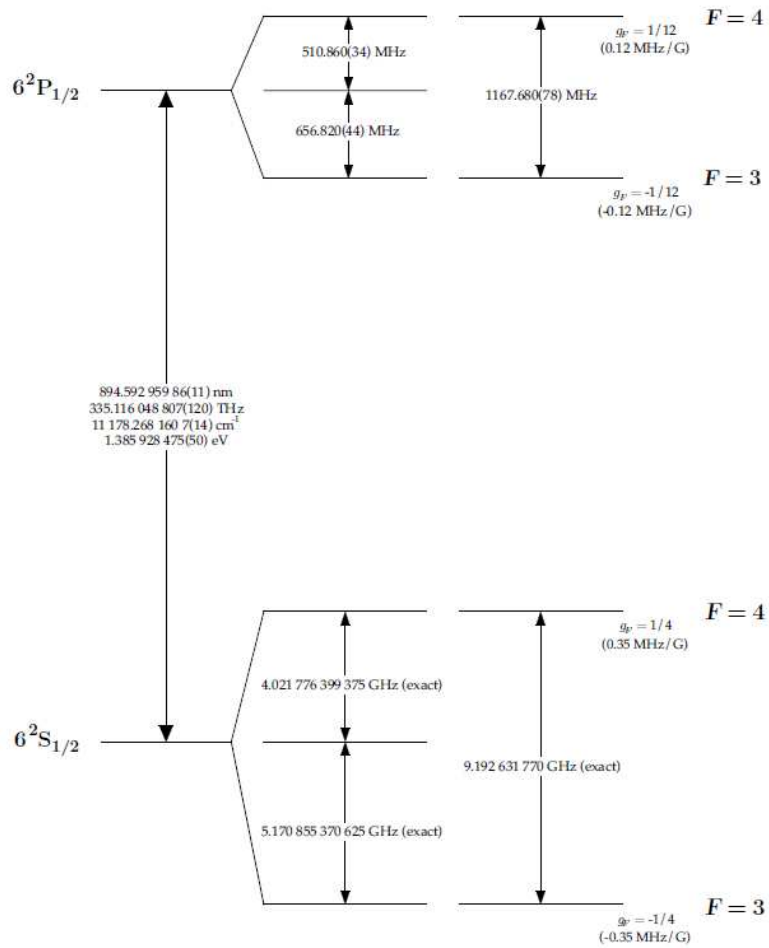 F = 4
g_F = 1/12
(0.12 MHz/G)
510.860(34) MHz
6²P₁/₂
1167.680(78) MHz
656.820(44) MHz
F = 3
g_F = -1/12
(-0.12 MHz/G)
894.592 959 86(11) nm
335.116 048 807(120) THz
11 178.268 160 7(14) cm⁻¹
1.385 928 475(50) eV
F = 4
g_F = 1/4
(0.35 MHz/G)
4.021 776 399 375 GHz (exact)
6²S₁/₂
9.192 631 770 GHz (exact)
5.170 855 370 625 GHz (exact)
F = 3
g_F = -1/4
(-0.35 MHz/G)